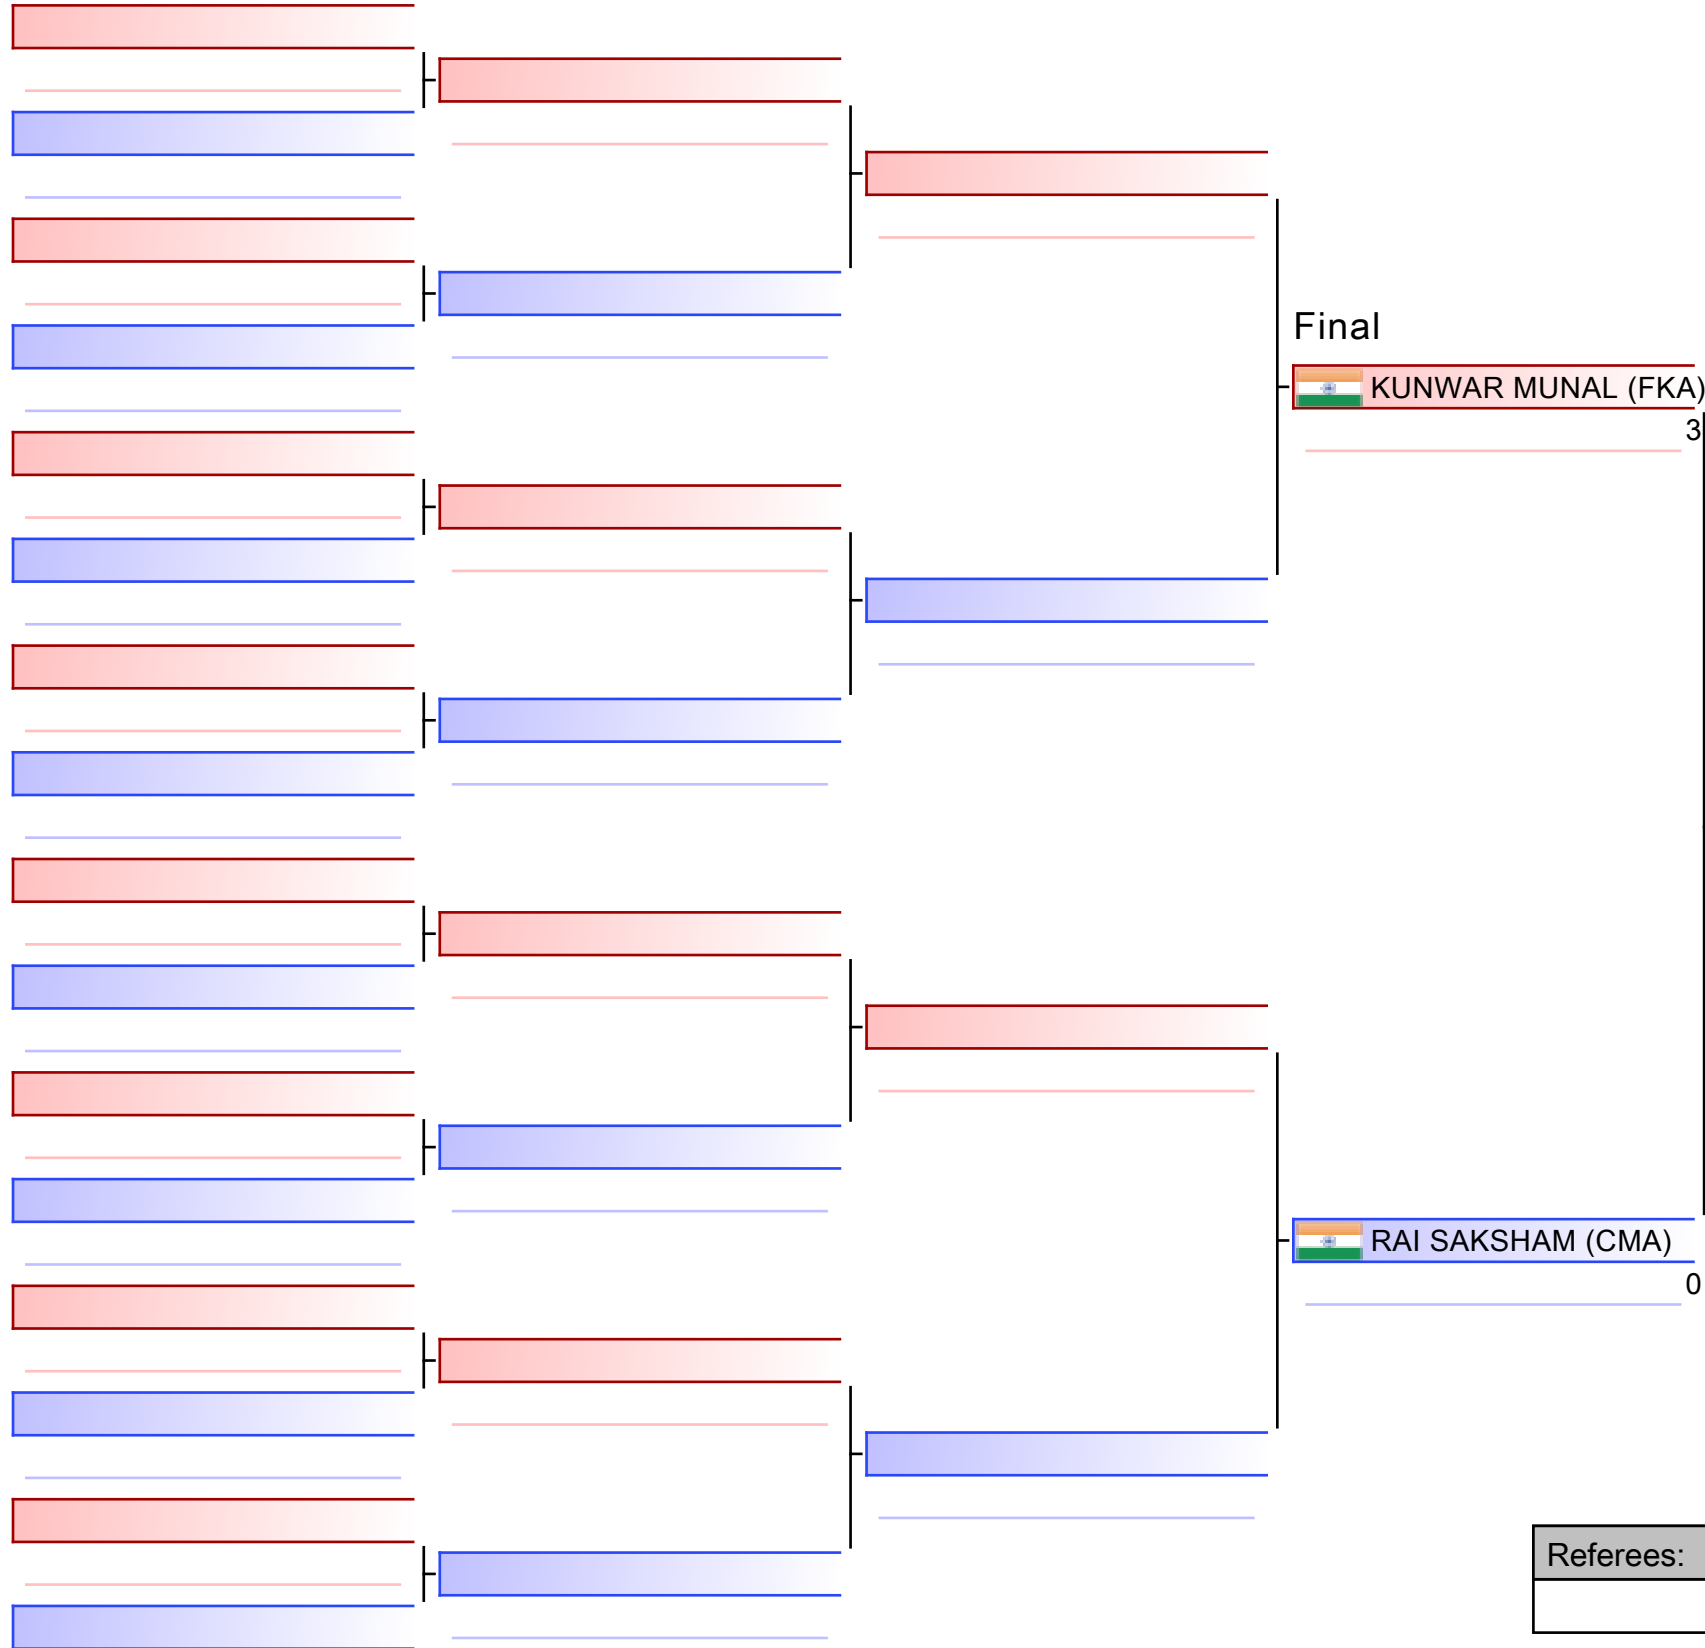 Final
KUNWAR MUNAL (FKA)
3
RAI SAKSHAM (CMA)
0
Referees: